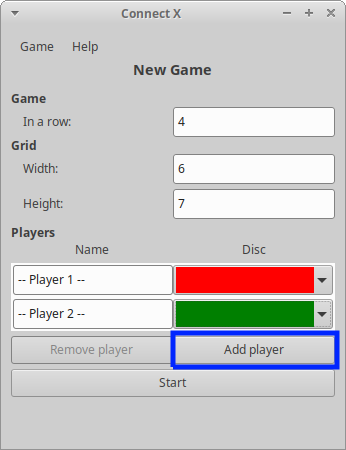 Connect X
Game Help
New Game
Game
In a row: 4
Grid
Width: 6
Height: 7
Players
Name Disc
-- Player 1 --
-- Player 2 --
Remove player Add player
Start